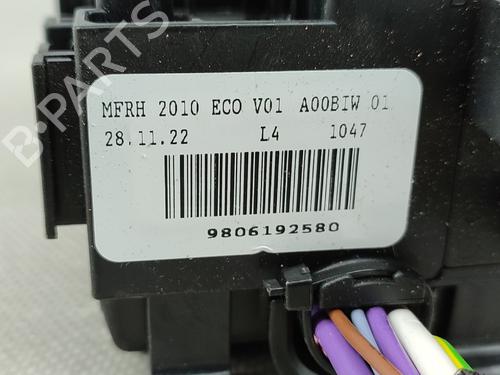 MFRH 2010 ECO V01 A00BIW 01
28.11.22 L4 1047
9806192580
B-PARTS